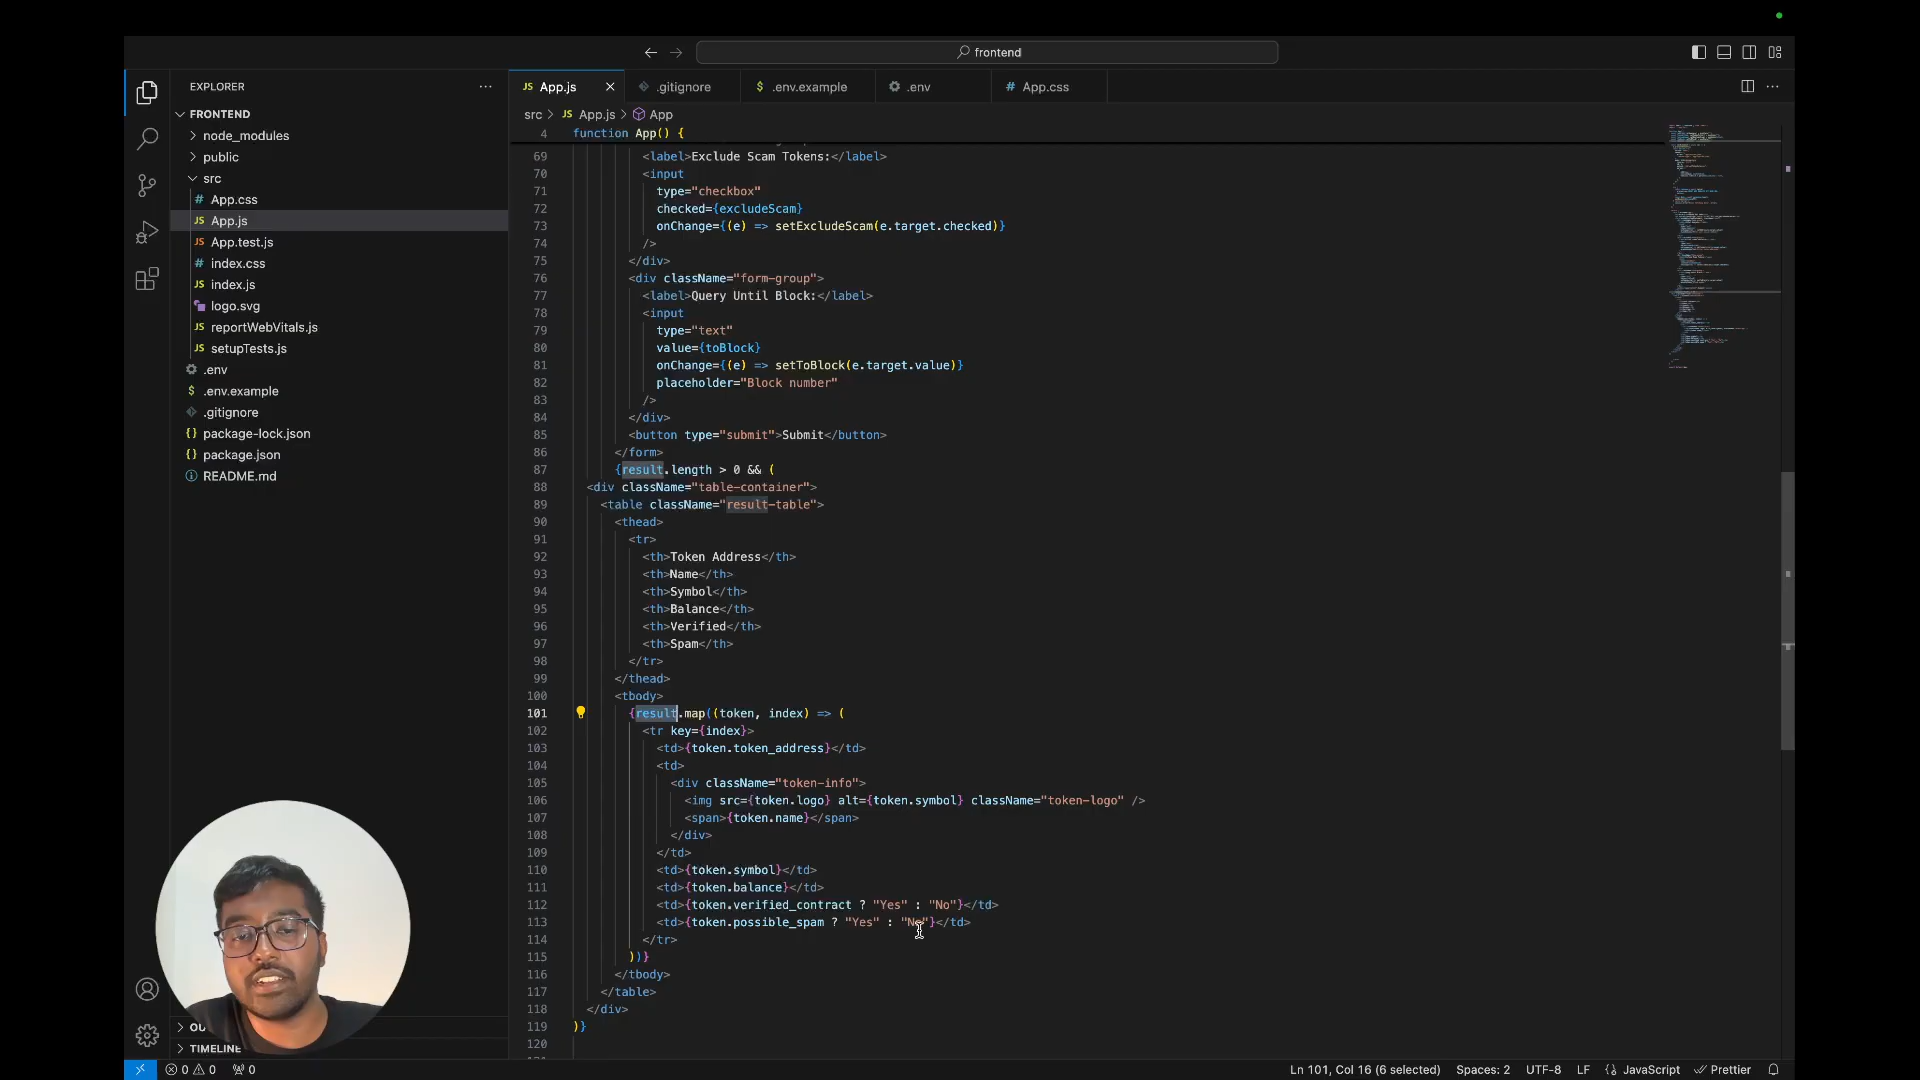 frontend
EXPLORER
FRONTEND
node_modules
public
src
# App.css
JS App.js
JS App.test.js
# index.css
JS index.js
logo.svg
JS reportWebVitals.js
JS setupTests.js
.env
$ .env.example
.gitignore
{} package-lock.json
{} package.json
README.md
TIMELINE
JS App.js
.gitignore
$ .env.example
.env
# App.css
src > JS App.js > App
4 function App() {
69 <label>Exclude Scam Tokens:</label>
70 <input
71 type="checkbox"
72 checked={excludeScam}
73 onChange={(e) => setExcludeScam(e.target.checked)}
74 />
75 </div>
76 <div className="form-group">
77 <label>Query Until Block:</label>
78 <input
79 type="text"
80 value={toBlock}
81 onChange={(e) => setToBlock(e.target.value)}
82 placeholder="Block number"
83 />
84 </div>
85 <button type="submit">Submit</button>
86 </form>
87 {result.length > 0 && (
88 <div className="table-container">
89 <table className="result-table">
90 <thead>
91 <tr>
92 <th>Token Address</th>
93 <th>Name</th>
94 <th>Symbol</th>
95 <th>Balance</th>
96 <th>Verified</th>
97 <th>Spam</th>
98 </tr>
99 </thead>
100 <tbody>
101 {result.map((token, index) => (
102 <tr key={index}>
103 <td>{token.token_address}</td>
104 <td>
105 <div className="token-info">
106 <img src={token.logo} alt={token.symbol} className="token-logo" />
107 <span>{token.name}</span>
108 </div>
109 </td>
110 <td>{token.symbol}</td>
111 <td>{token.balance}</td>
112 <td>{token.verified_contract ? "Yes" : "No"}</td>
113 <td>{token.possible_spam ? "Yes" : "No"}</td>
114 </tr>
115 ))}
116 </tbody>
117 </table>
118 </div>
119 )}
120
0 0 0
Ln 101, Col 16 (6 selected) Spaces: 2 UTF-8 LF {} JavaScript Prettier